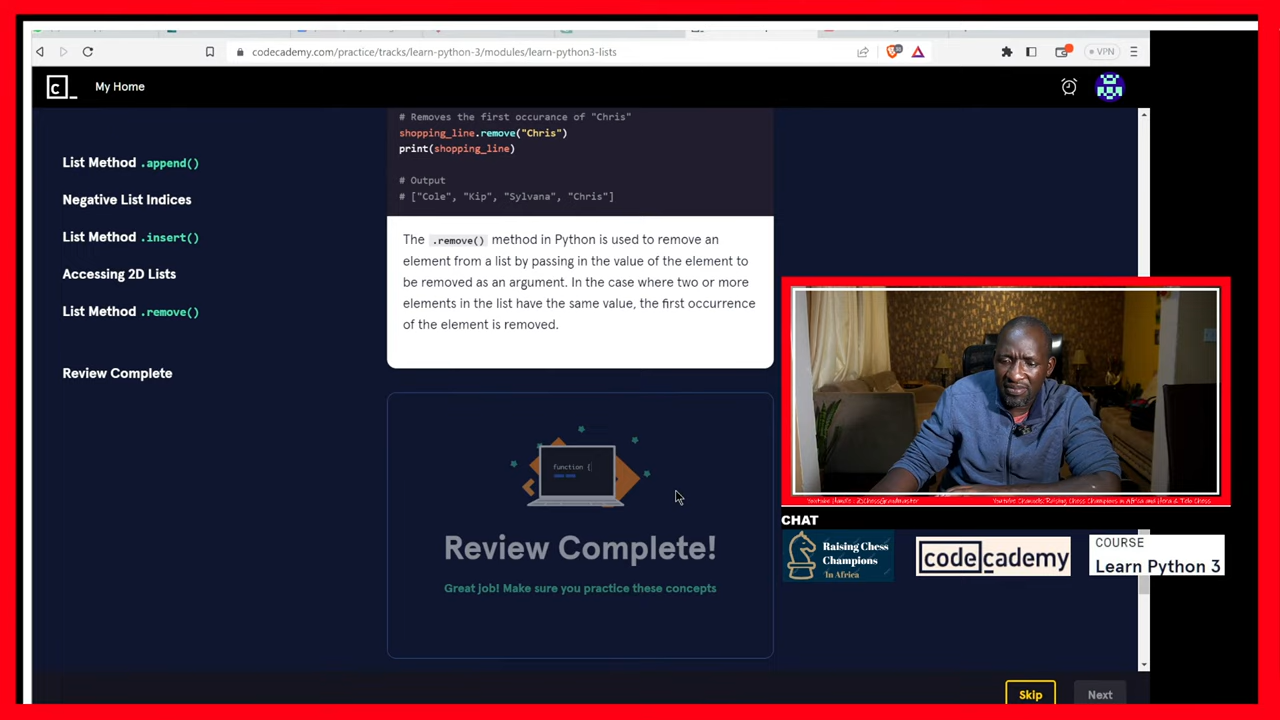 codecademy.com/practice/tracks/learn-python-3/modules/learn-python3-lists
VPN
c_
My Home
List Method .append()
Negative List Indices
List Method .insert()
Accessing 2D Lists
List Method .remove()
Review Complete
# Removes the first occurance of "Chris"
shopping_line.remove("Chris")
print(shopping_line)
# Output
# ["Cole", "Kip", "Sylvana", "Chris"]
The .remove() method in Python is used to remove an
element from a list by passing in the value of the element to
be removed as an argument. In the case where two or more
elements in the list have the same value, the first occurrence
of the element is removed.
function {
Review Complete!
Great job! Make sure you practice these concepts
CHAT
Raising Chess
Champions
In Africa
codecademy
COURSE
Learn Python 3
Skip
Next